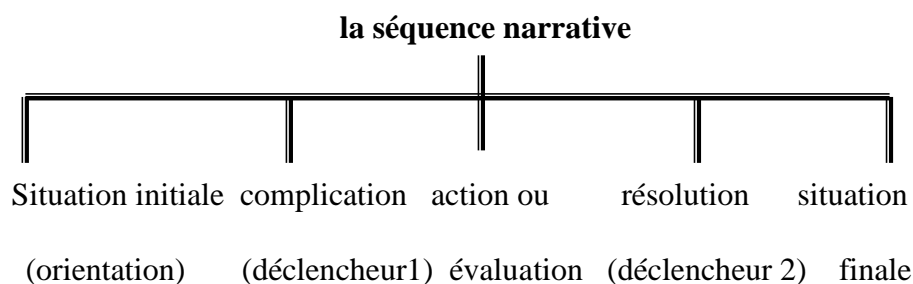 la séquence narrative
Situation initiale complication action ou résolution situation
(orientation) (déclencheur1) évaluation (déclencheur 2) finale